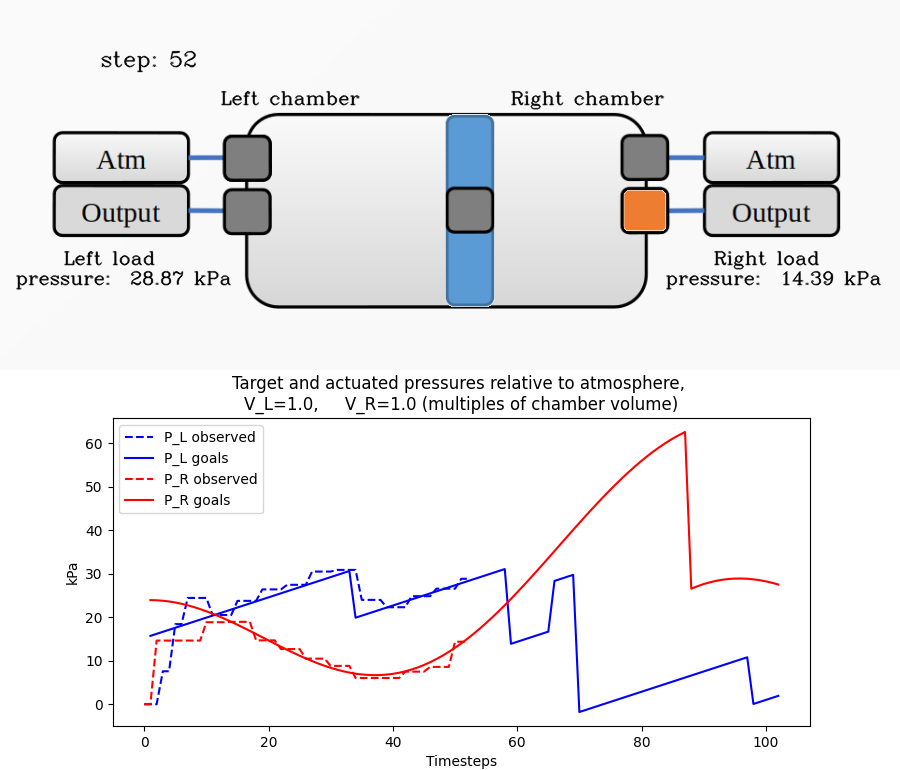 step: 52
Left chamber
Right chamber
Atm
Atm
Output
Output
Left load
pressure: 28.87 kPa
Right load
pressure: 14.39 kPa
Target and actuated pressures relative to atmosphere,
V_L=1.0, V_R=1.0 (multiples of chamber volume)
P_L observed
P_L goals
P_R observed
P_R goals
kPa
60
50
40
30
20
10
0
0 20 40 60 80 100
Timesteps